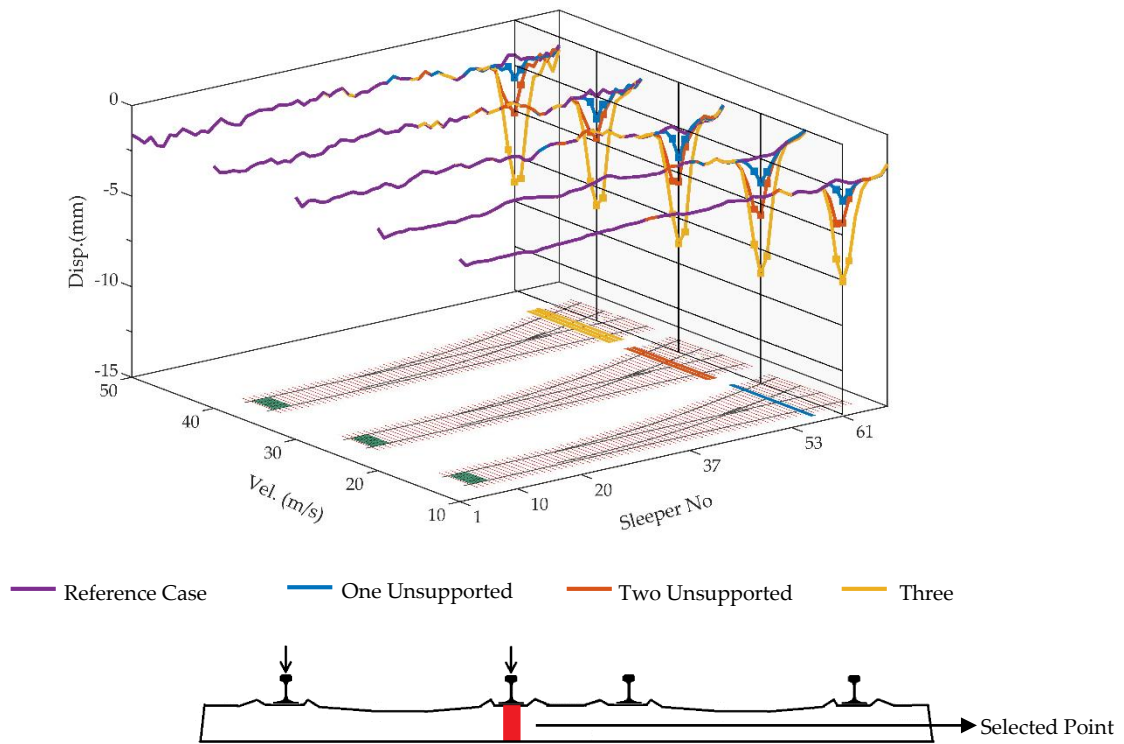 0
-5
-10
-15
Disp.(mm)
50
40
30
20
10
Vel. (m/s)
1
10
20
37
53
61
Sleeper No
Reference Case
One Unsupported
Two Unsupported
Three
Selected Point